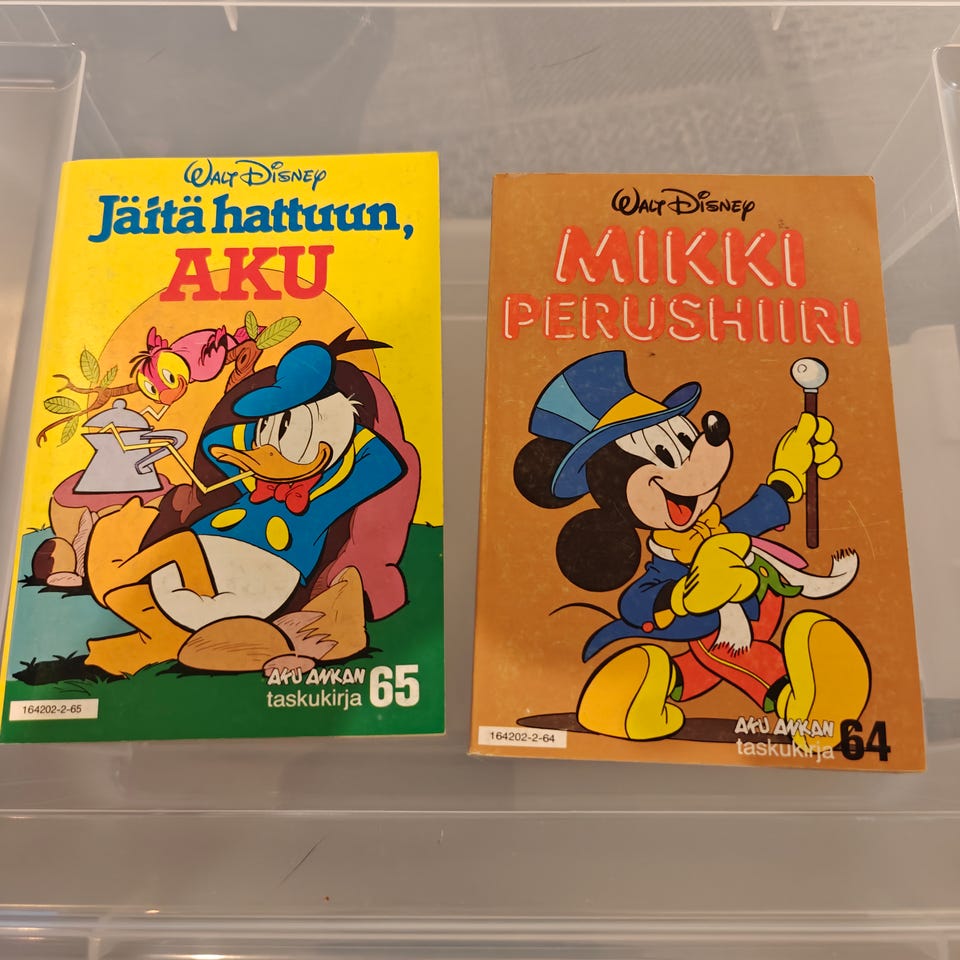 Walt Disney
Jäitä hattuun,
AKU
AKU ANKAN
taskukirja 65
164202-2-65
Walt Disney
MIKKI
PERUSHIIRI
AKU ANKAN
taskukirja 64
164202-2-64